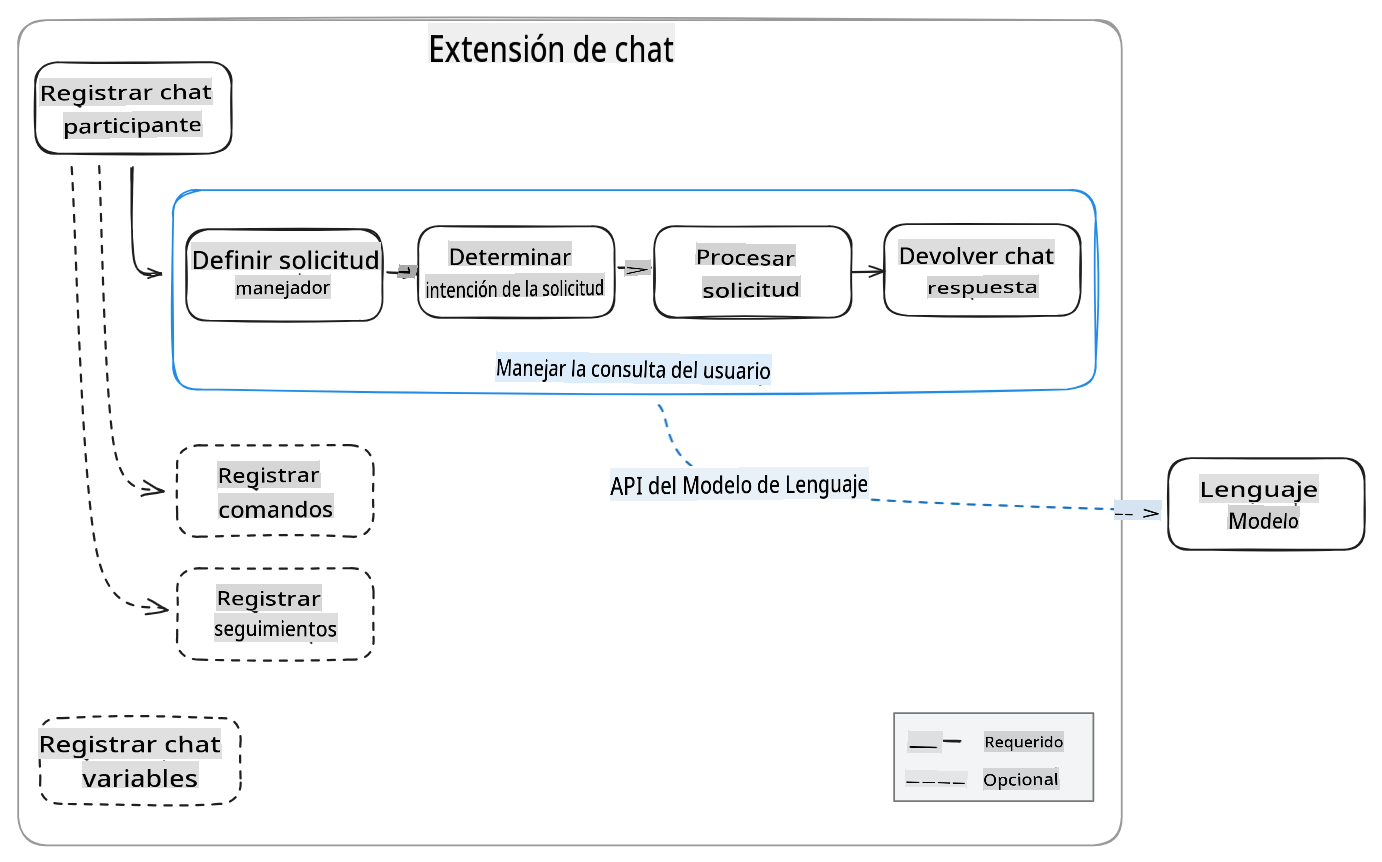 Extensión de chat
Registrar chat
participante
Definir solicitud
manejador
Determinar
intención de la solicitud
Procesar
solicitud
Devolver chat
respuesta
Manejar la consulta del usuario
API del Modelo de Lenguaje
Lenguaje
Modelo
Registrar
comandos
Registrar
seguimientos
Registrar chat
variables
Requerido
Opcional